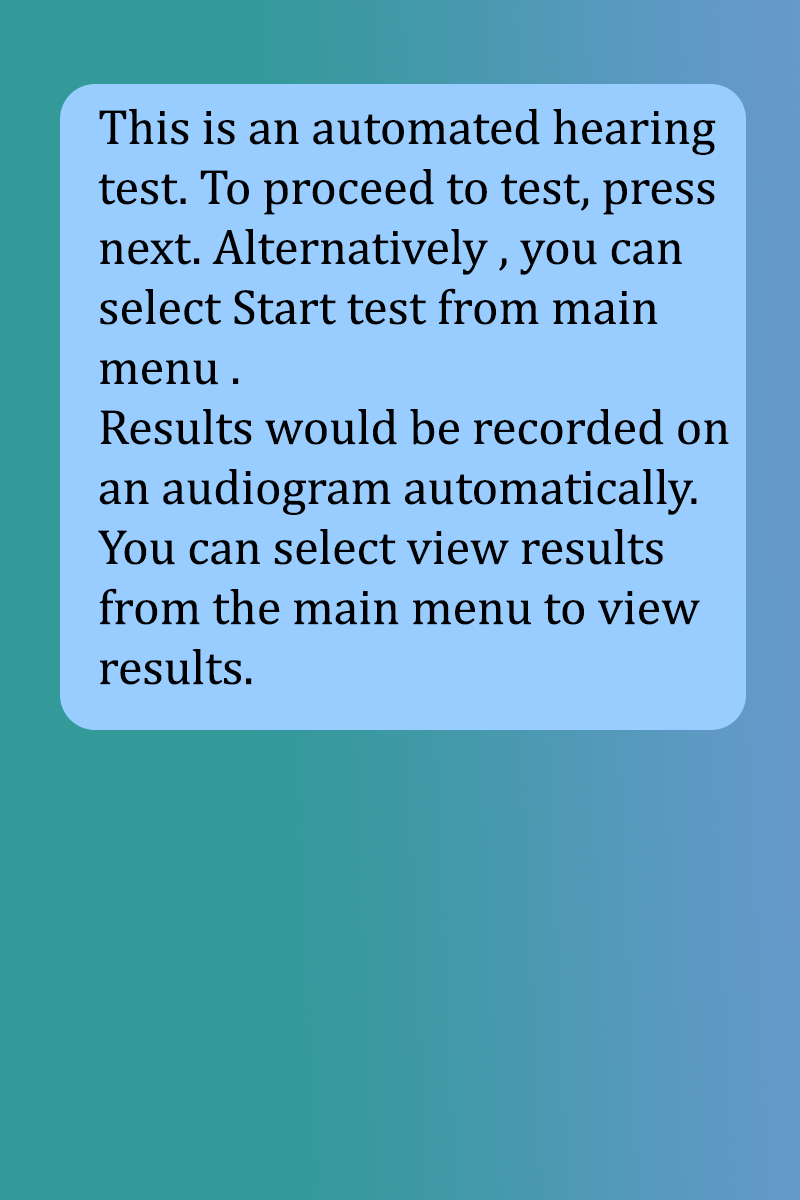 This is an automated hearing
test. To proceed to test, press
next. Alternatively , you can
select Start test from main
menu .
Results would be recorded on
an audiogram automatically.
You can select view results
from the main menu to view
results.